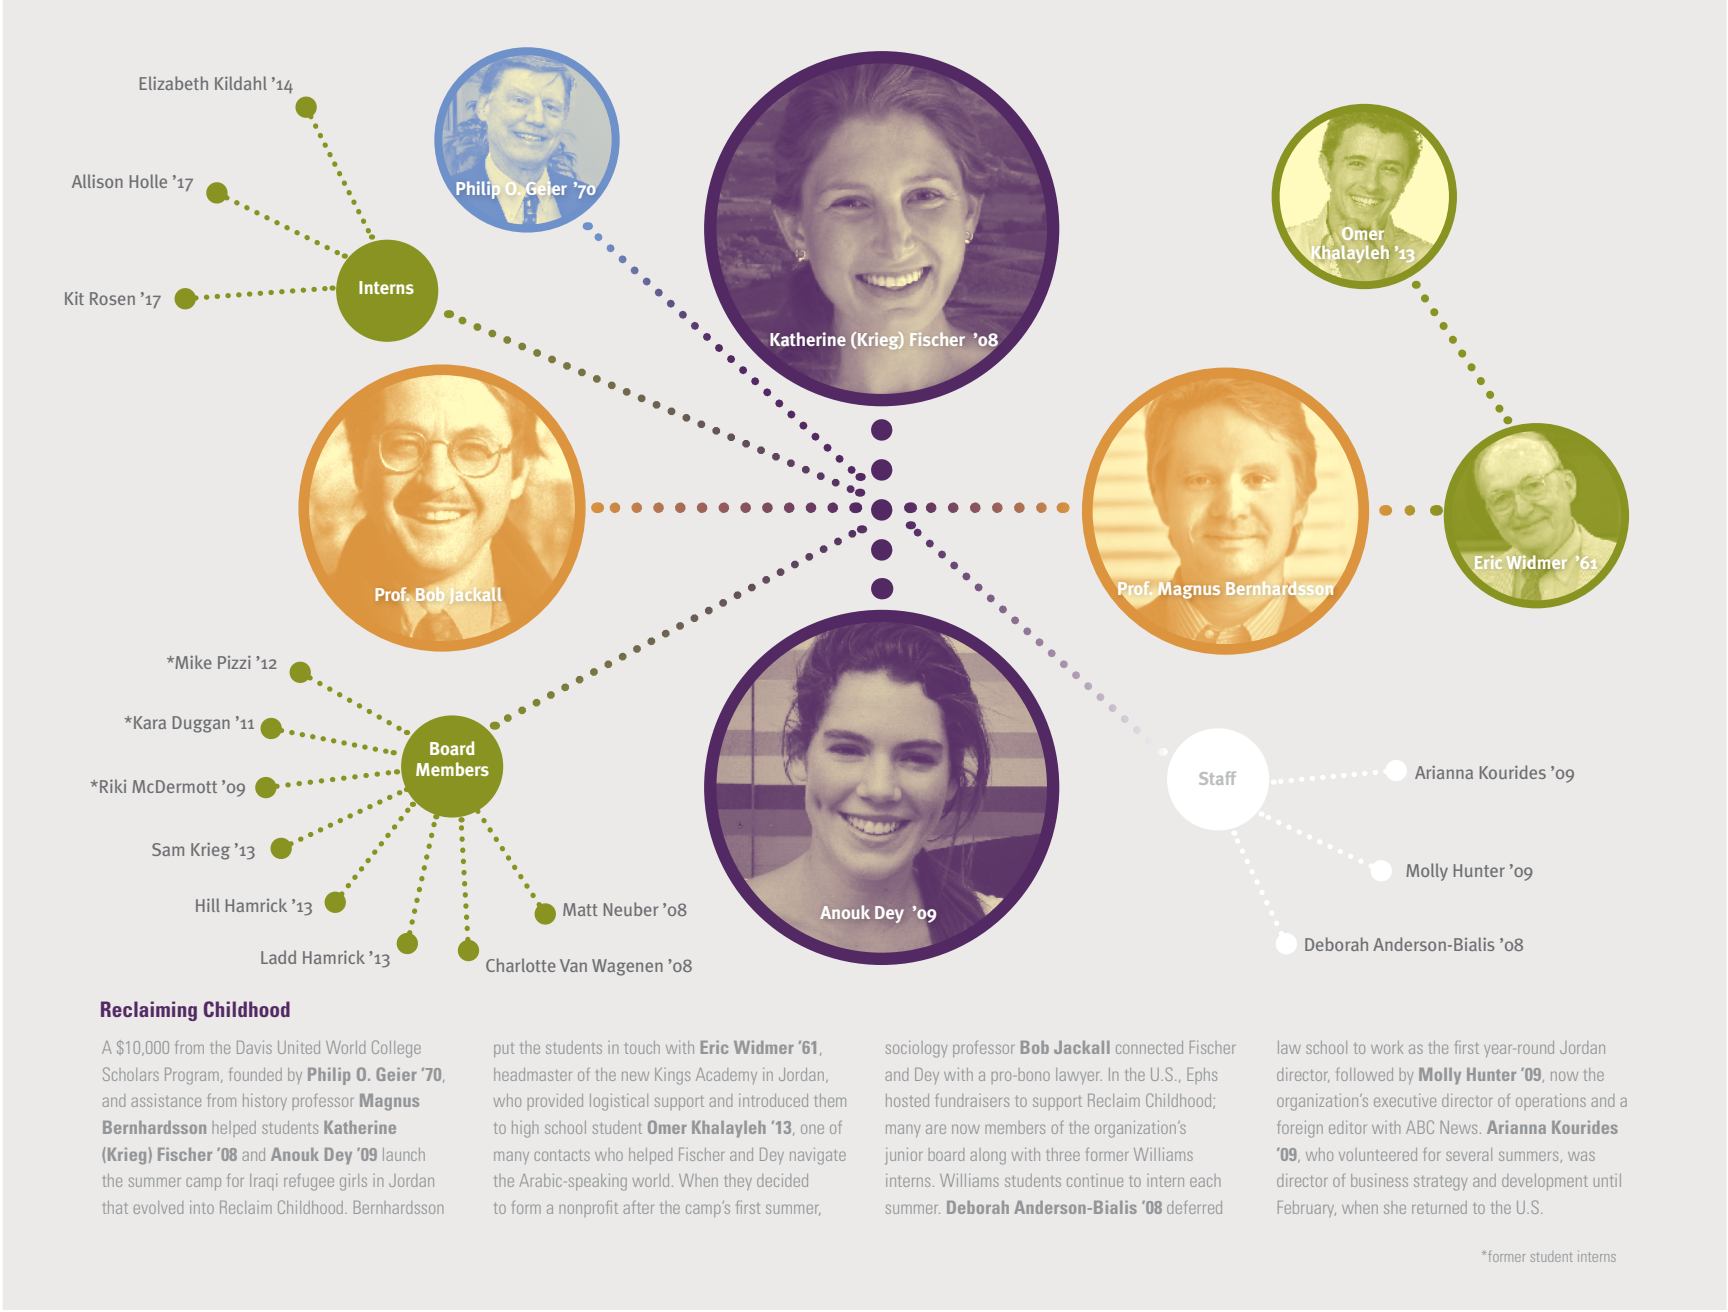 Elizabeth Kildahl ’14
Allison Holle ’17
Kit Rosen ’17
Interns
Philip O. Geier ’70
Katherine (Krieg) Fischer ’08
Omer
Khalayleh ’13
Prof. Bob Jackall
Prof. Magnus Bernhardsson
Eric Widmer ’61
*Mike Pizzi ’12
*Kara Duggan ’11
*Riki McDermott ’09
Sam Krieg ’13
Hill Hamrick ’13
Ladd Hamrick ’13
Charlotte Van Wagenen ’08
Matt Neuber ’08
Board
Members
Anouk Dey ’09
Staff
Arianna Kourides ’09
Molly Hunter ’09
Deborah Anderson-Bialis ’08
Reclaiming Childhood
A $10,000 from the Davis United World College
Scholars Program, founded by Philip O. Geier ’70,
and assistance from history professor Magnus
Bernhardsson helped students Katherine
(Krieg) Fischer ’08 and Anouk Dey ’09 launch
the summer camp for Iraqi refugee girls in Jordan
that evolved into Reclaim Childhood. Bernhardsson
put the students in touch with Eric Widmer ’61,
headmaster of the new Kings Academy in Jordan,
who provided logistical support and introduced them
to high school student Omer Khalayleh ’13, one of
many contacts who helped Fischer and Dey navigate
the Arabic-speaking world. When they decided
to form a nonprofit after the camp’s first summer,
sociology professor Bob Jackall connected Fischer
and Dey with a pro-bono lawyer. In the U.S., Ephs
hosted fundraisers to support Reclaim Childhood;
many are now members of the organization’s
junior board along with three former Williams
interns. Williams students continue to intern each
summer. Deborah Anderson-Bialis ’08 deferred
law school to work as the first year-round Jordan
director, followed by Molly Hunter ’09, now the
organization’s executive director of operations and a
foreign editor with ABC News. Arianna Kourides
’09, who volunteered for several summers, was
director of business strategy and development until
February, when she returned to the U.S.
*former student interns